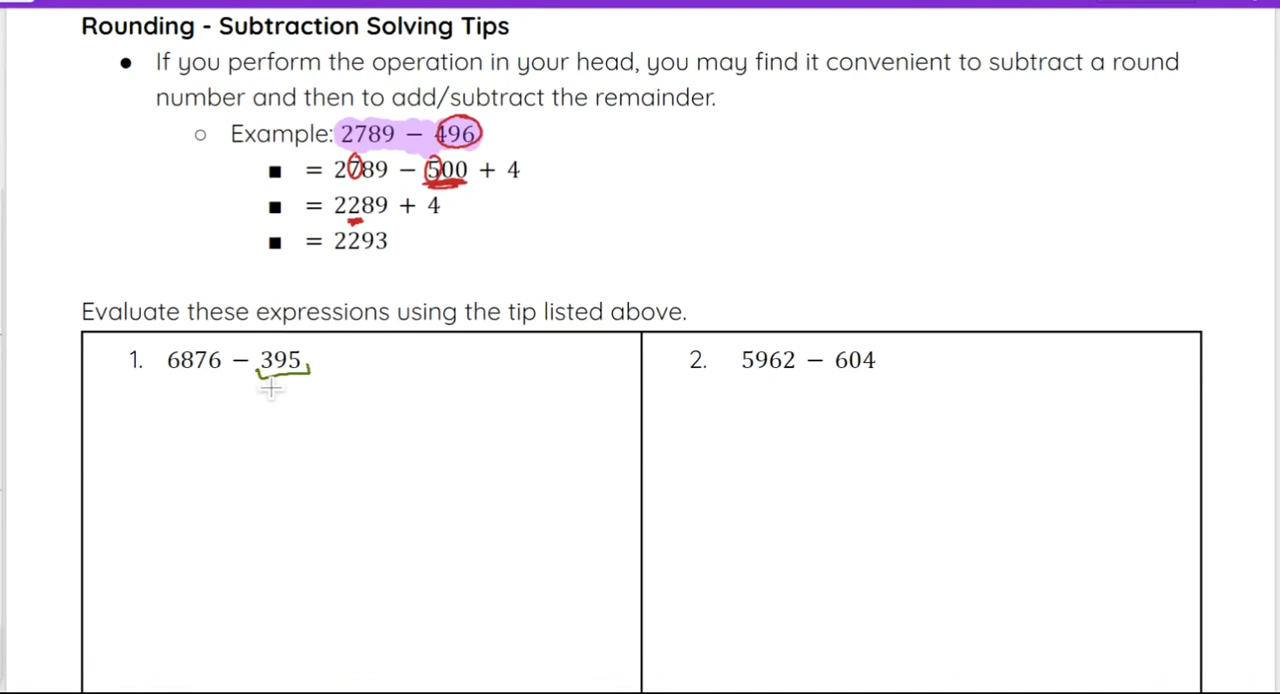 Rounding - Subtraction Solving Tips
● If you perform the operation in your head, you may find it convenient to subtract a round
number and then to add/subtract the remainder.
○ Example: 2789 − 496
■ = 2789 − 500 + 4
■ = 2289 + 4
■ = 2293
Evaluate these expressions using the tip listed above.
1. 6876 − 395
2. 5962 − 604